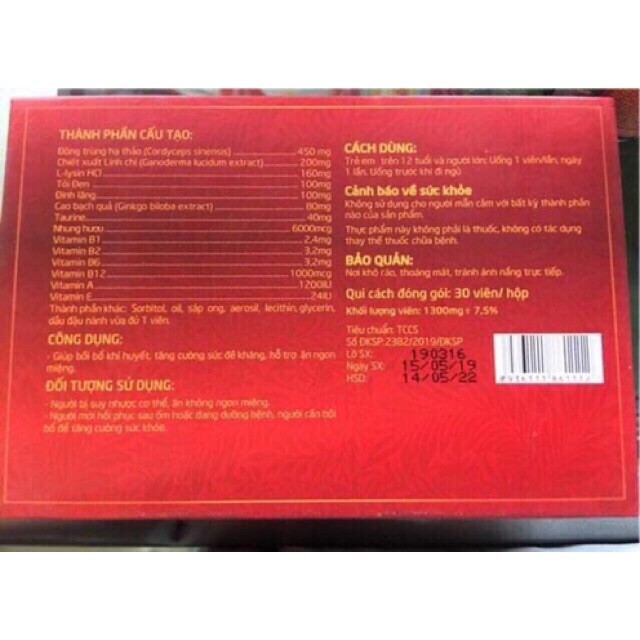 THÀNH PHẦN CẤU TẠO:
Đông trùng hạ thảo (Cordyceps sinensis) 450 mg
Chiết xuất Linh chi (Ganoderma lucidum extract) 200mg
L-lysin HCl 160mg
Tỏi Đen 100mg
Đinh lăng 100mg
Cao bạch quả (Ginkgo biloba extract) 80mg
Taurine 40mg
Nhung hươu 6000mcg
Vitamin B1 2,4mg
Vitamin B2 3,2mg
Vitamin B6 3,2mg
Vitamin B12 1000mcg
Vitamin A 1200IU
Vitamin E 24IU
Thành phần khác: Sorbitol, oil, sáp ong, aerosil, lecithin, glycerin,
dầu đậu nành vừa đủ 1 viên.
CÔNG DỤNG:
- Giúp bồi bổ khí huyết, tăng cường sức đề kháng, hỗ trợ ăn ngon
miệng.
ĐỐI TƯỢNG SỬ DỤNG:
- Người bị suy nhược cơ thể, ăn không ngon miệng.
- Người mới hồi phục sau ốm hoặc đang dưỡng bệnh, người cần bồi
bổ để tăng cường sức khỏe.
CÁCH DÙNG:
Trẻ em trên 12 tuổi và người lớn: Uống 1 viên/lần, ngày
1 lần. Uống trước khi đi ngủ
Cảnh báo về sức khỏe
Không sử dụng cho người mẫn cảm với bất kỳ thành phần
nào của sản phẩm.
Thực phẩm này không phải là thuốc, không có tác dụng
thay thế thuốc chữa bệnh.
BẢO QUẢN:
Nơi khô ráo, thoáng mát, tránh ánh nắng trực tiếp.
Qui cách đóng gói: 30 viên/ hộp
Khối lượng viên: 1300mg ± 7,5%
Tiêu chuẩn: TCCS
Số ĐKSP:2382/2019/ĐKSP
Lô SX: 190316
Ngày SX: 15/05/19
HSD: 14/05/22